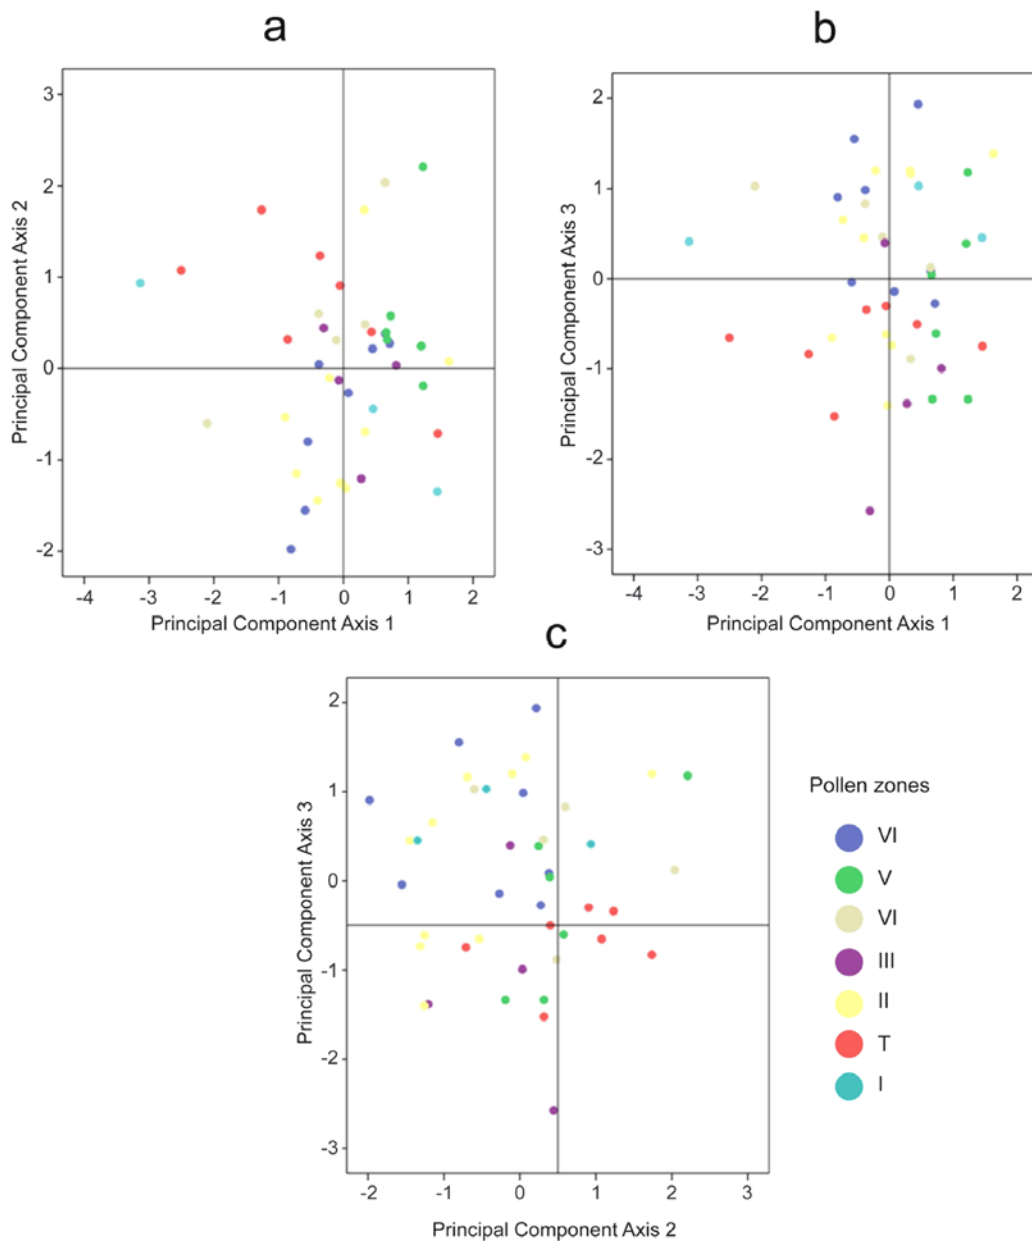 a
b
3
2
1
0
-1
-2
Principal Component Axis 2
-4 -3 -2 -1 0 1 2
Principal Component Axis 1
2
1
0
-1
-2
-3
Principal Component Axis 3
-4 -3 -2 -1 0 1 2
Principal Component Axis 1
c
2
1
0
-1
-2
-3
Principal Component Axis 3
-2 -1 0 1 2 3
Principal Component Axis 2
Pollen zones
VI
V
VI
III
II
T
I